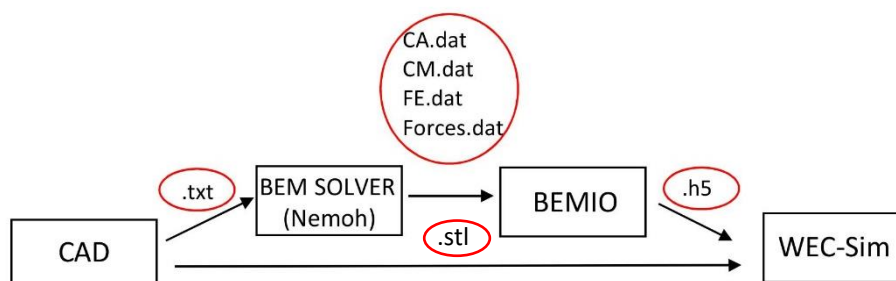 CA.dat
CM.dat
FE.dat
Forces.dat
.txt
BEM SOLVER
(Nemoh)
BEMIO
.h5
.stl
CAD
WEC-Sim